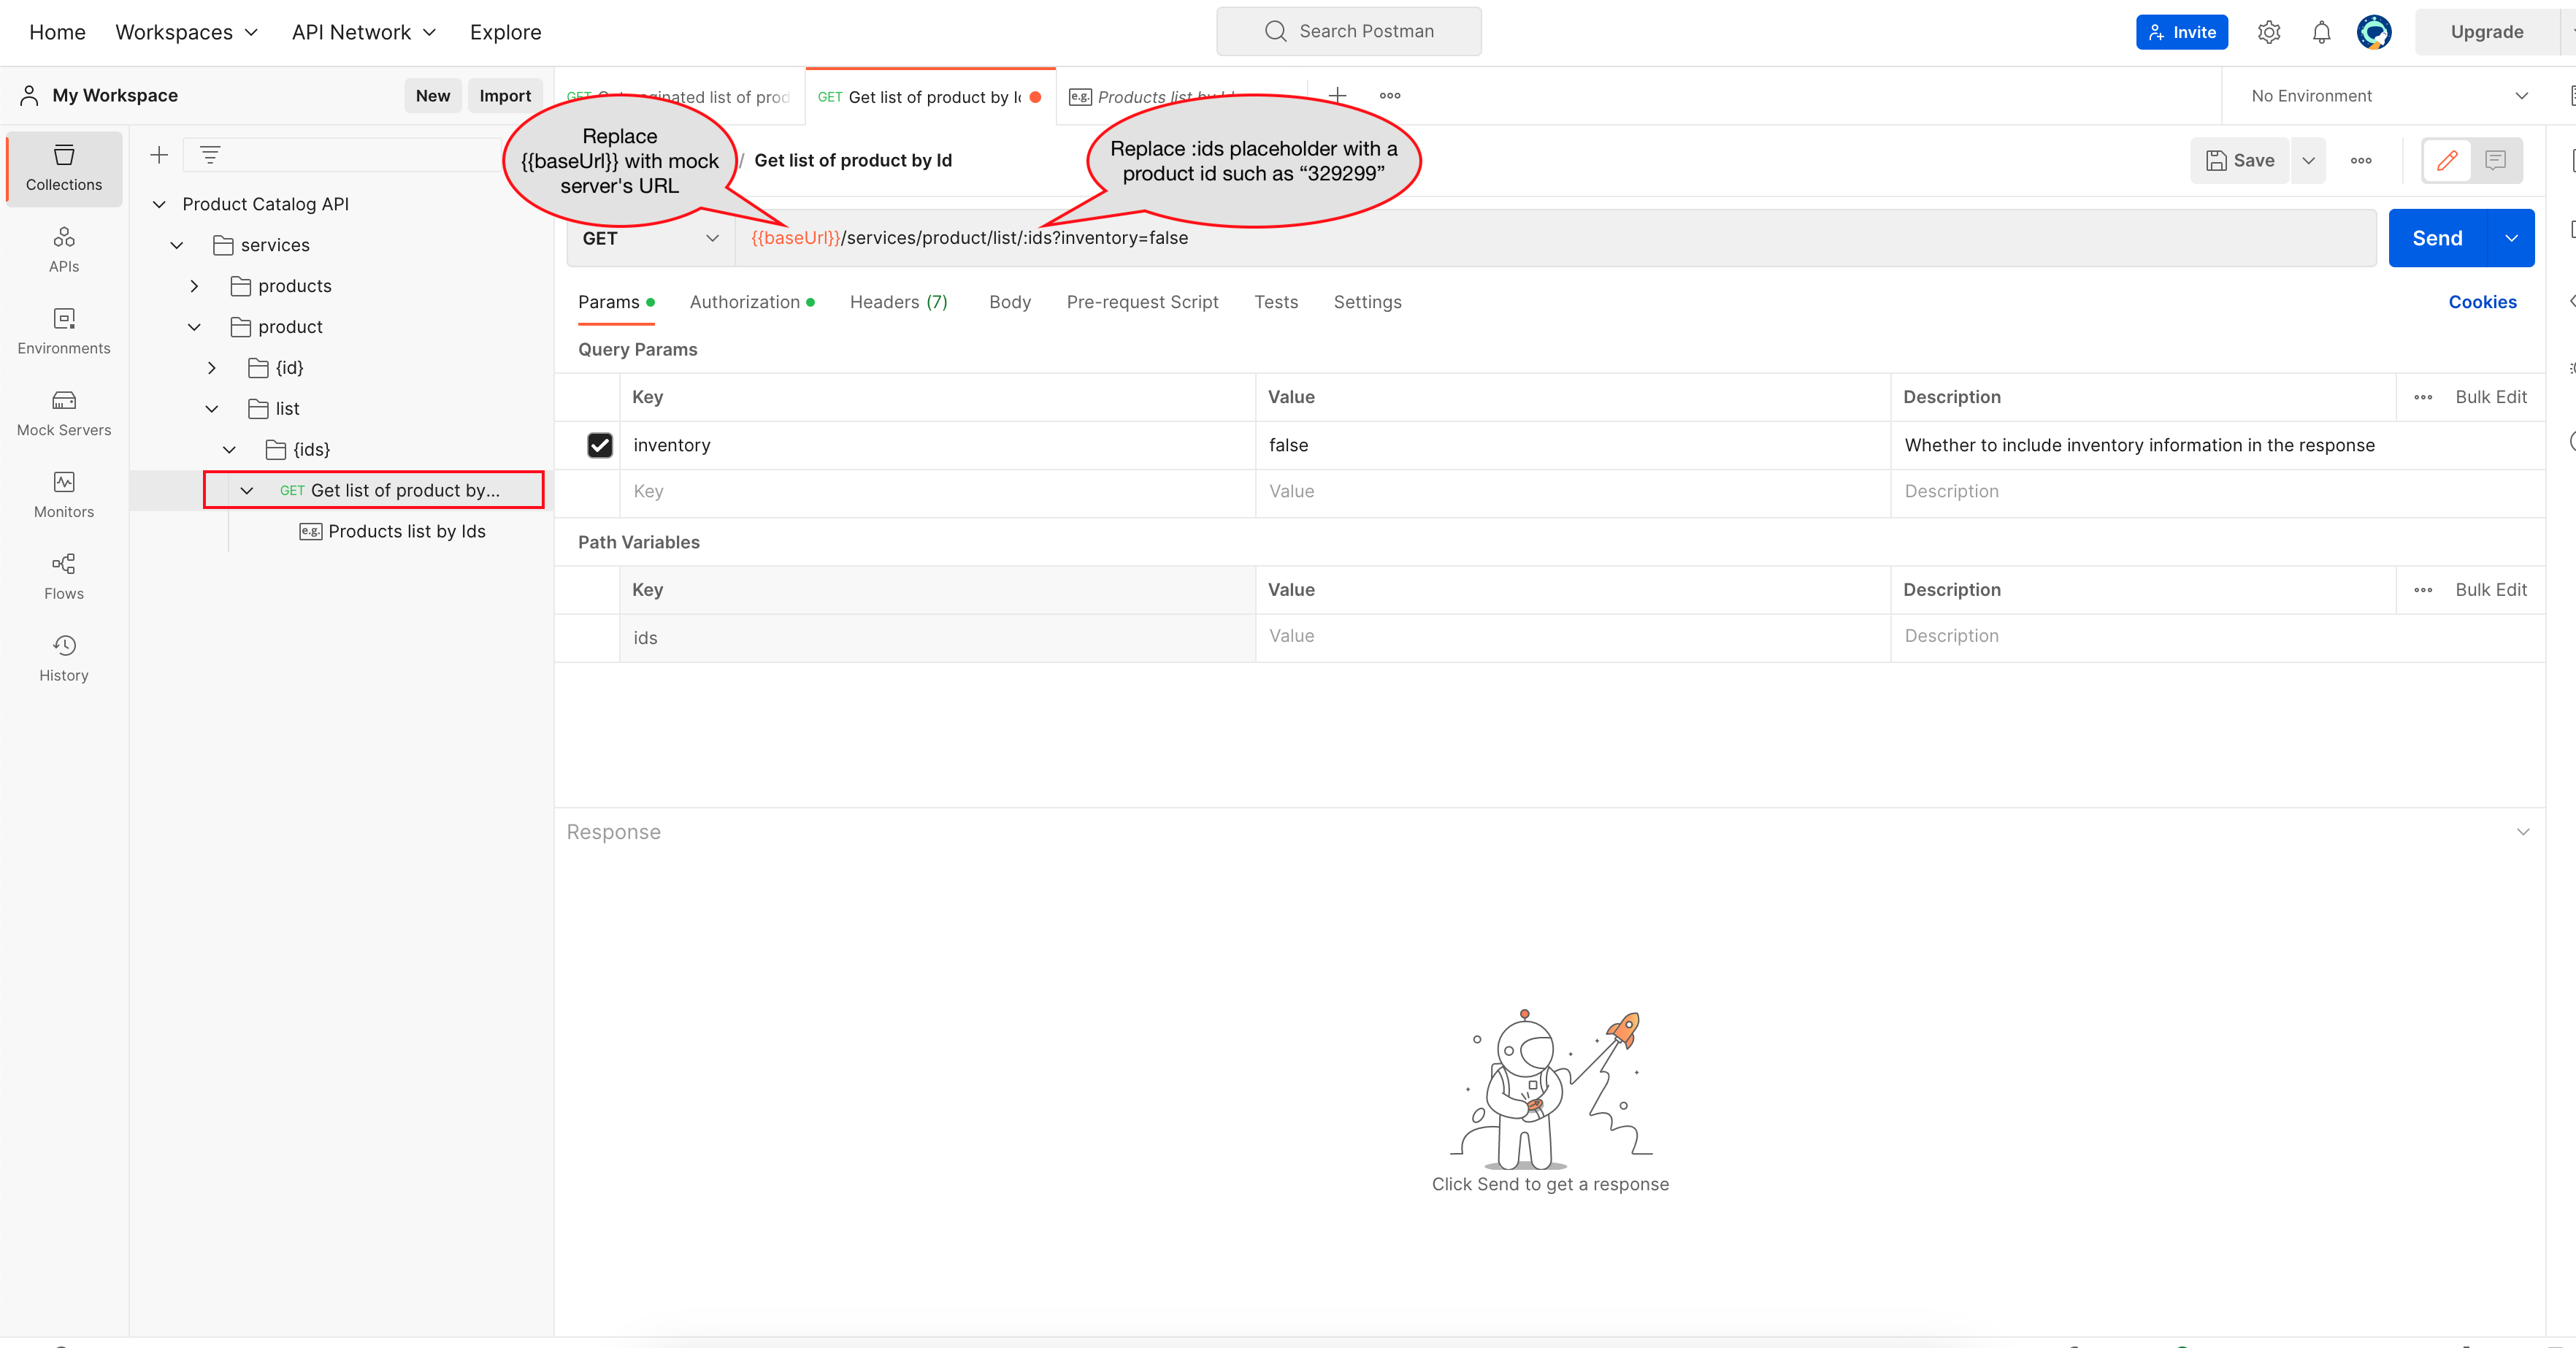 Home Workspaces API Network Explore Search Postman Invite Upgrade
My Workspace New Import GET GET Get list of product by Products list by No Environment
Replace
{{baseUrl}} with mock
server's URL
Replace :ids placeholder with a
product id such as “329299”
/ Get list of product by Id Save
Collections
APIs
Environments
Mock Servers
Monitors
Flows
History
Product Catalog API
services
products
product
{id}
list
{ids}
GET Get list of product by...
e.g. Products list by Ids
GET {{baseUrl}}/services/product/list/:ids?inventory=false Send
Params Authorization Headers (7) Body Pre-request Script Tests Settings Cookies
Query Params
Key Value Description Bulk Edit
inventory false Whether to include inventory information in the response
Key Value Description
Path Variables
Key Value Description Bulk Edit
ids Value Description
Response
Click Send to get a response